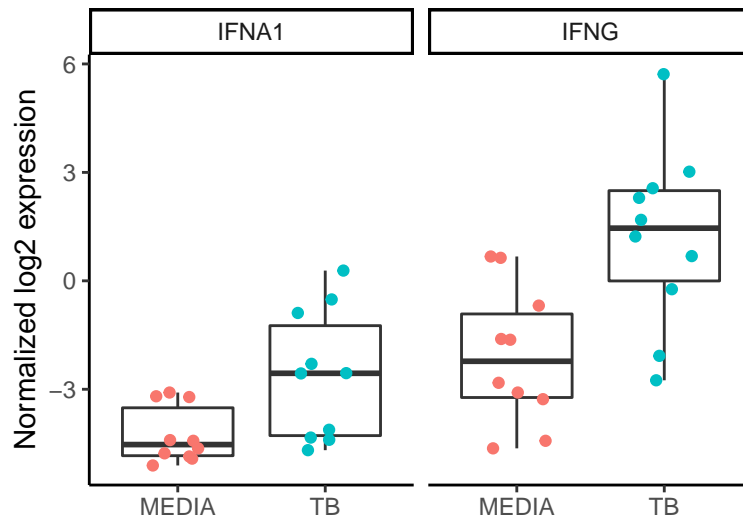 IFNA1 IFNG
Normalized log2 expression
6
3
0
−3
MEDIA TB MEDIA TB